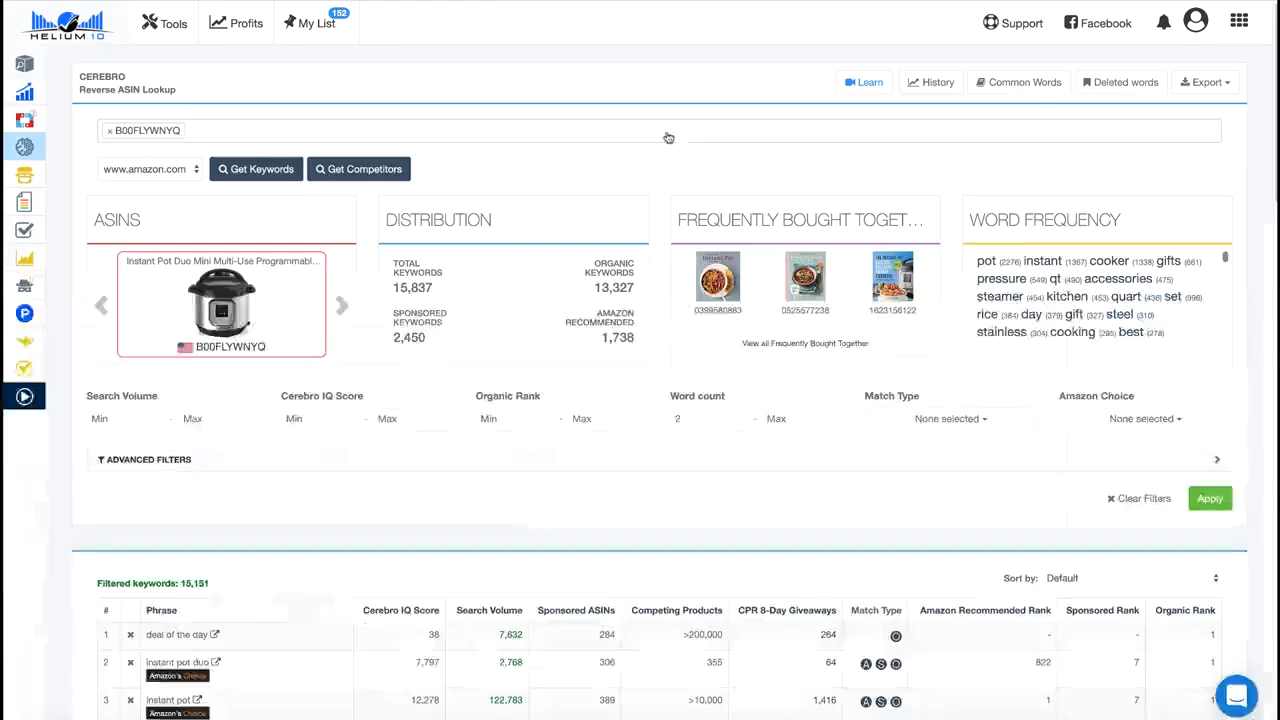 HELIUM 10
Tools
Profits
My List
152
Support
Facebook
CEREBRO
Reverse ASIN Lookup
Learn
History
Common Words
Deleted words
Export
× B00FLYWNYQ
www.amazon.com
Get Keywords
Get Competitors
ASINS
DISTRIBUTION
FREQUENTLY BOUGHT TOGET...
WORD FREQUENCY
Instant Pot Duo Mini Multi-Use Programmabl...
B00FLYWNYQ
TOTAL KEYWORDS
15,837
ORGANIC KEYWORDS
13,327
SPONSORED KEYWORDS
2,450
AMAZON RECOMMENDED
1,738
0399580883
0525577238
1623156122
View all Frequently Bought Together
pot (2276) instant (1367) cooker (1338) gifts (661)
pressure (549) qt (490) accessories (475)
steamer (454) kitchen (453) quart (436) set (396)
rice (384) day (379) gift (327) steel (310)
stainless (304) cooking (295) best (278)
Search Volume
Cerebro IQ Score
Organic Rank
Word count
Match Type
Amazon Choice
Min - Max
Min - Max
Min - Max
2 - Max
None selected
None selected
ADVANCED FILTERS
Clear Filters
Apply
Filtered keywords: 15,151
Sort by: Default
# Phrase Cerebro IQ Score Search Volume Sponsored ASINs Competing Products CPR 8-Day Giveaways Match Type Amazon Recommended Rank Sponsored Rank Organic Rank
1 × deal of the day 38 7,632 284 >200,000 264 O - - 1
2 × instant pot duo 7,797 2,768 306 355 64 A S O 822 7 1
Amazon's Choice
3 × instant pot 12,278 122,783 389 >10,000 1,416 A S O - 7 1
Amazon's Choice